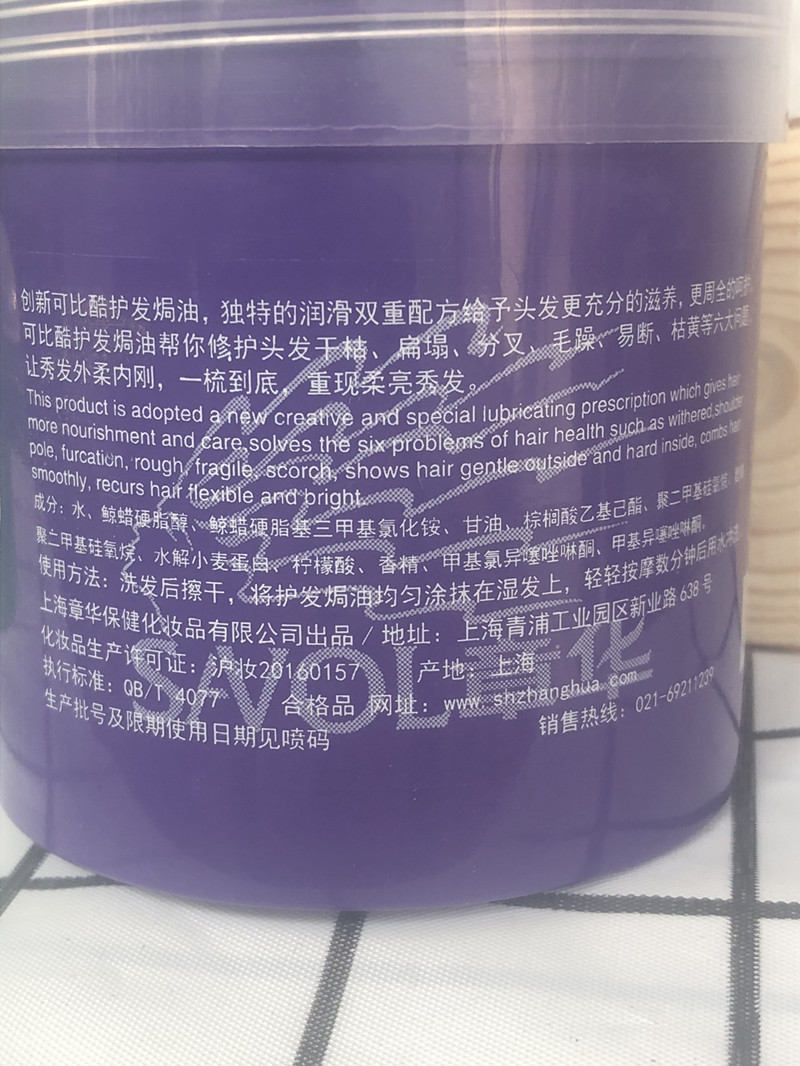 创新可比酷护发焗油，独特的润滑双重配方给予头发更充分的滋养，更周全的呵护。
可比酷护发焗油帮你修护头发干枯、扁塌、分叉、毛躁、易断、枯黄等六大问题，
让秀发外柔内刚，一梳到底，重现柔亮秀发。
This product is adopted a new creative and special lubricating prescription which gives hair
more nourishment and care,solves the six problems of hair health such as withered,shoulder
pole, furcation, rough, fragile, scorch, shows hair gentle outside and hard inside, combs hair
smoothly, recurs hair flexible and bright.
成分：水、鲸蜡硬脂醇、鲸蜡硬脂基三甲基氯化铵、甘油、棕榈酸乙基己酯、聚二甲基硅氧烷、
聚二甲基硅氧烷、水解小麦蛋白、柠檬酸、香精、甲基氯异噻唑啉酮、甲基异噻唑啉酮。
使用方法：洗发后擦干，将护发焗油均匀涂抹在湿发上，轻轻按摩数分钟后用水冲洗。
上海章华保健化妆品有限公司出品 / 地址：上海青浦工业园区新业路 638 号
化妆品生产许可证：沪妆20160157 产地：上海
执行标准：QB/T 4077 合格品 网址：www.shzhanghua.com
生产批号及限期使用日期见喷码 销售热线：021-69211239
SAVOL章华